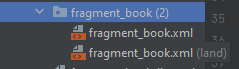 fragment_book (2)
fragment_book.xml
fragment_book.xml (land)
35
36
37